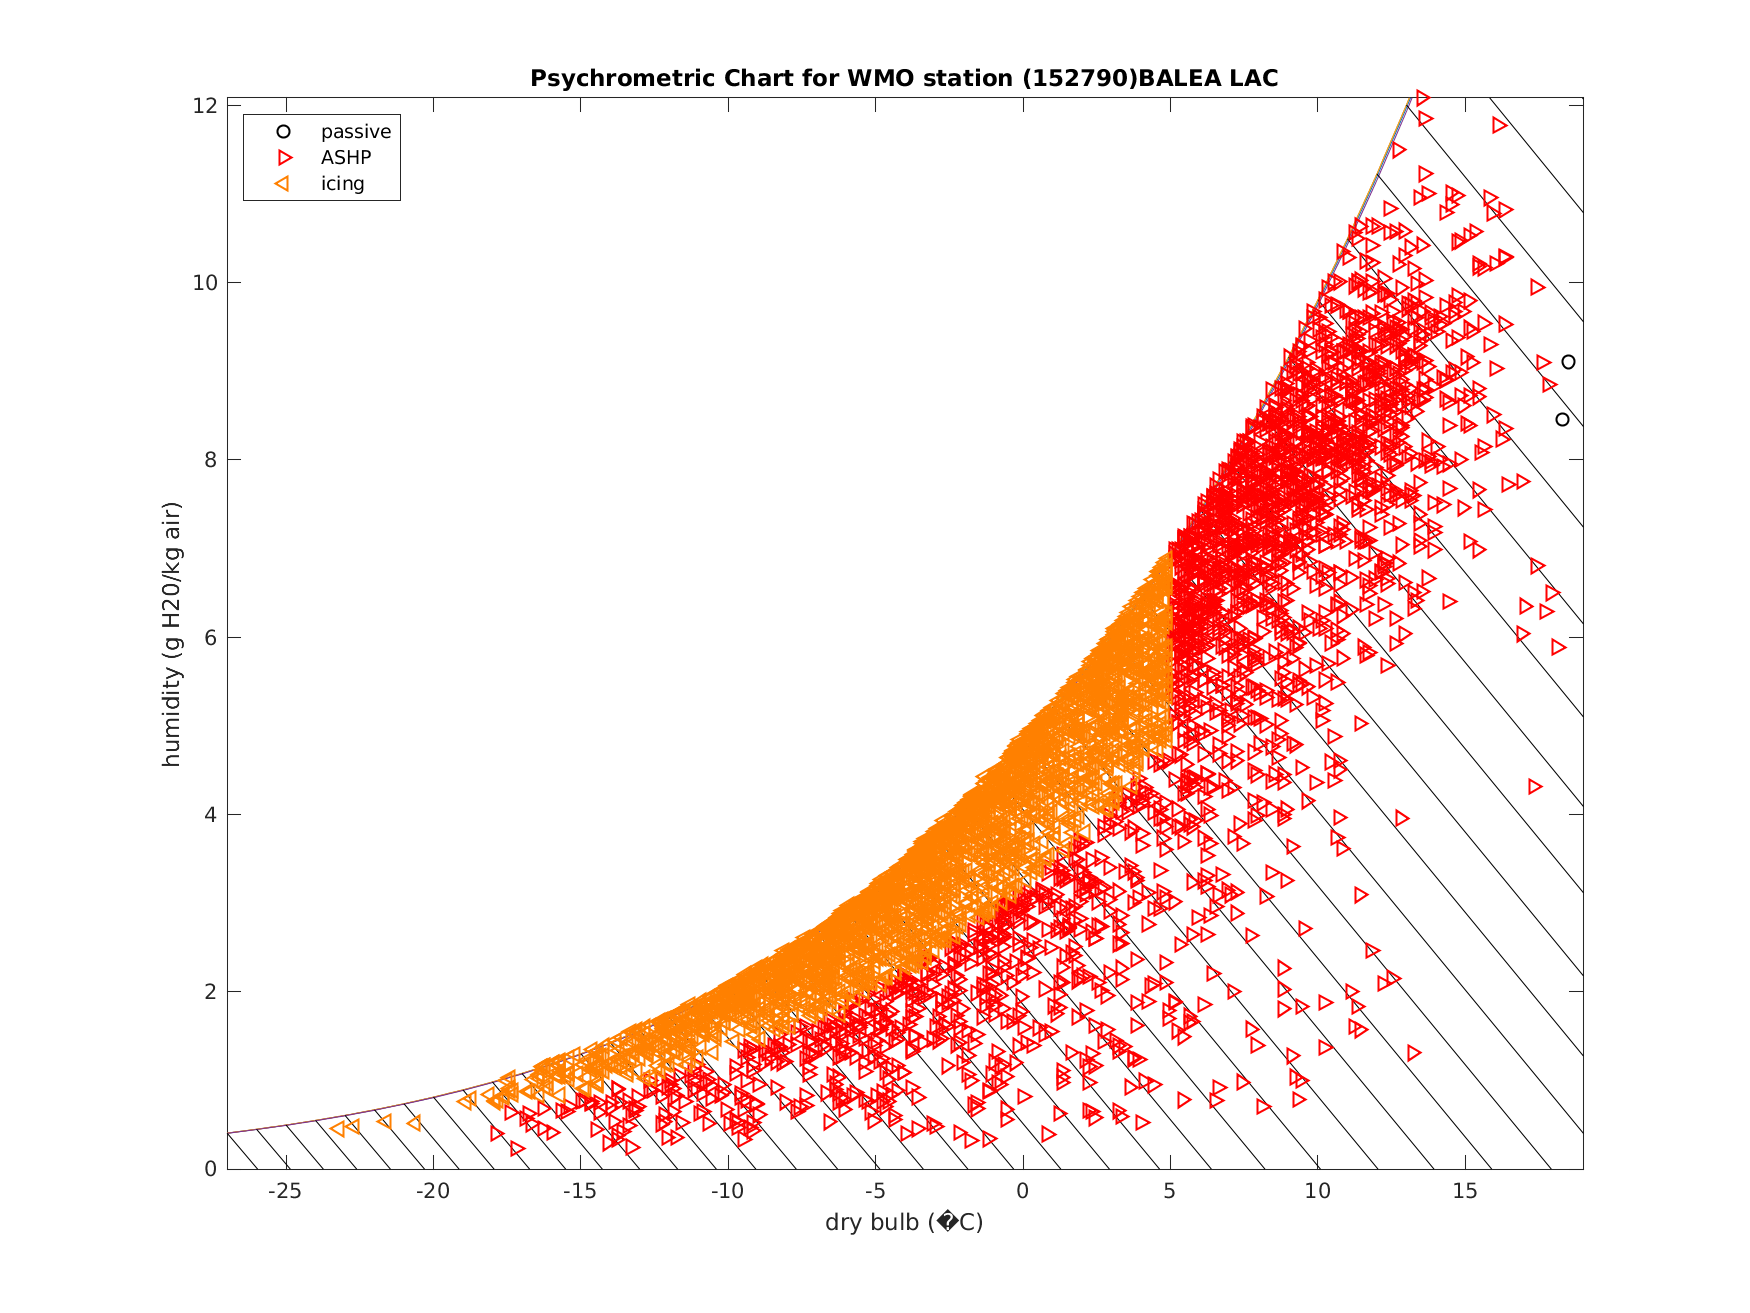 Psychrometric Chart for WMO station (152790)BALEA LAC
passive
ASHP
icing
12
10
8
6
4
2
0
humidity (g H20/kg air)
-25 -20 -15 -10 -5 0 5 10 15
dry bulb (�C)